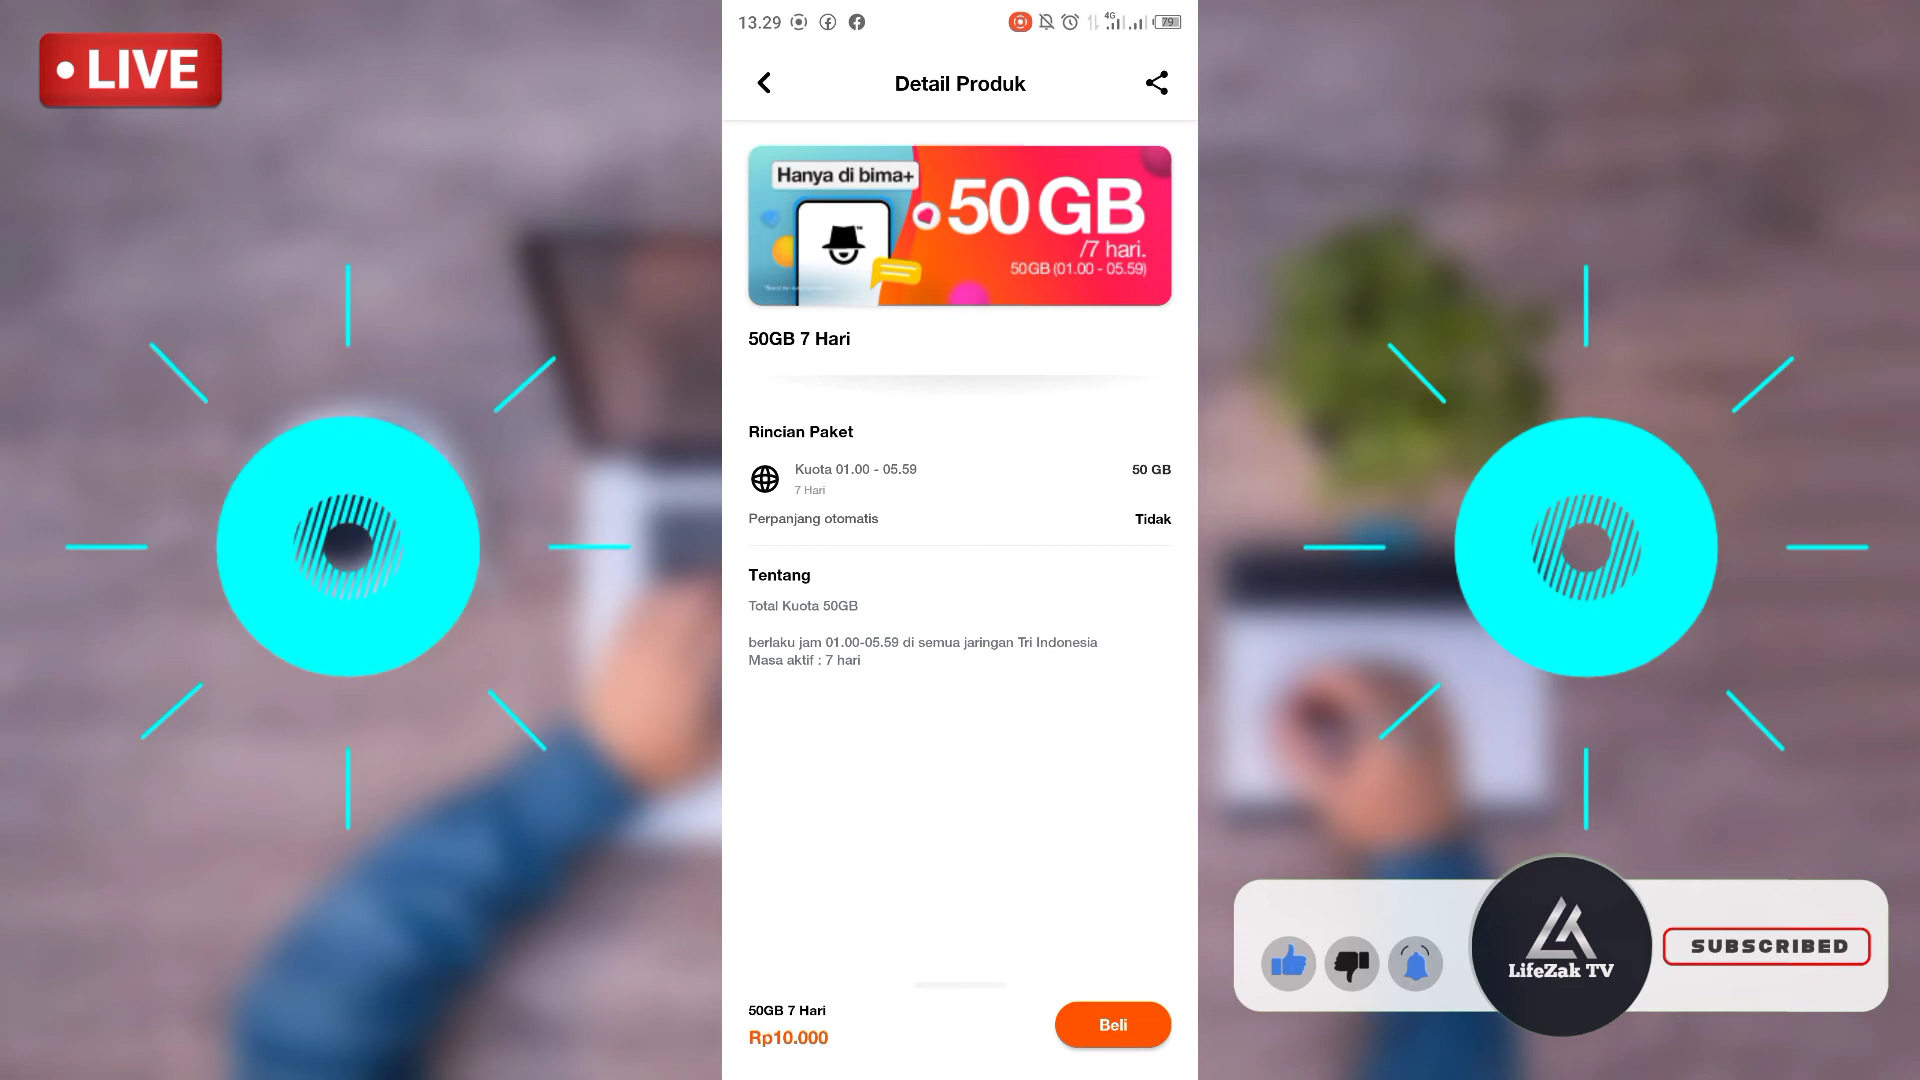 LIVE
13.29
4G
79
Detail Produk
Hanya di bima+
50 GB
/7 hari.
50GB (01.00 - 05.59)
50GB 7 Hari
Rincian Paket
Kuota 01.00 - 05.59
50 GB
7 Hari
Perpanjang otomatis
Tidak
Tentang
Total Kuota 50GB
berlaku jam 01.00-05.59 di semua jaringan Tri Indonesia
Masa aktif : 7 hari
50GB 7 Hari
Rp10.000
Beli
LifeZak TV
SUBSCRIBED